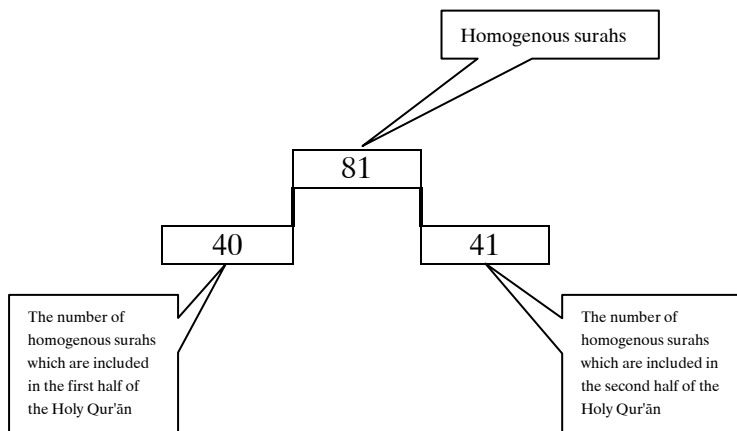 Homogenous surahs
81
40
41
The number of
homogenous surahs
which are included
in the first half of
the Holy Qur'ān
The number of
homogenous surahs
which are included in
the second half of the
Holy Qur'ān